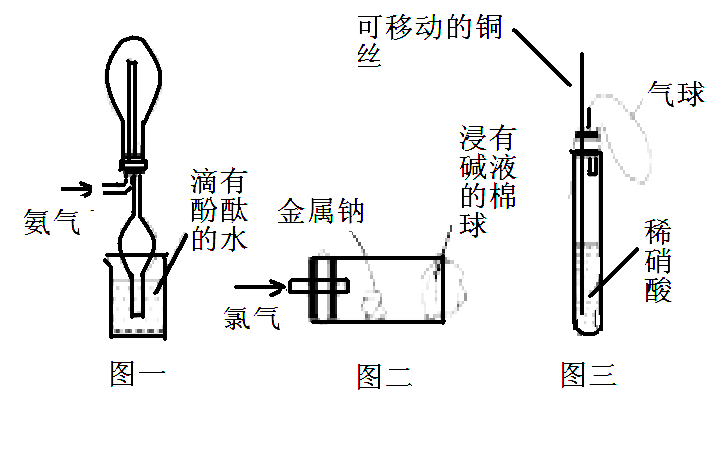 可移动的铜
丝
气球
浸有
碱液
的棉
球
滴有
酚酞
的水
金属钠
氨气
稀
硝
酸
氯气
图一
图二
图三